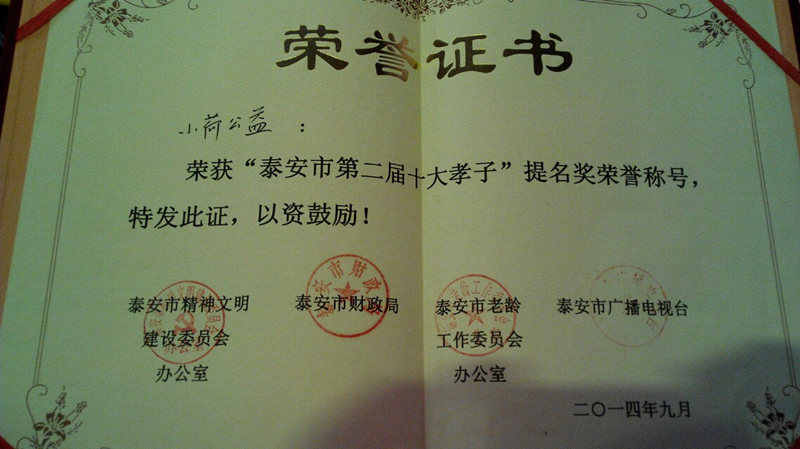 荣誉证书
小荷公益：
荣获“泰安市第二届十大孝子”提名奖荣誉称号，
特发此证，以资鼓励！
泰安市精神文明 泰安市财政局 泰安市老龄 泰安市广播电视台
建设委员会 工作委员会
办公室 办公室
二〇一四年九月